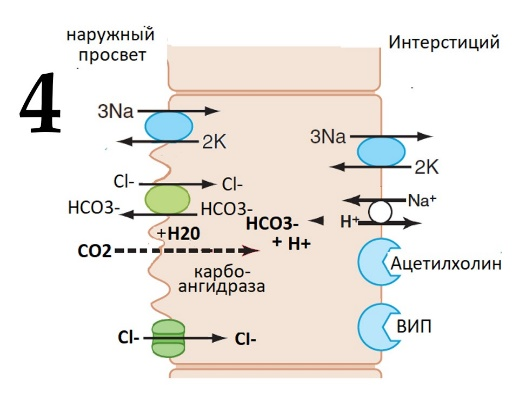 4
наружный
просвет
Интерстиций
3Na
2K
3Na
2K
Cl-
Cl-
HCO3-
HCO3-
Na⁺
H⁺
HCO3-
+ H+
+H20
CO2
карбо-
ангидраза
Ацетилхолин
ВИП
Cl-
Cl-